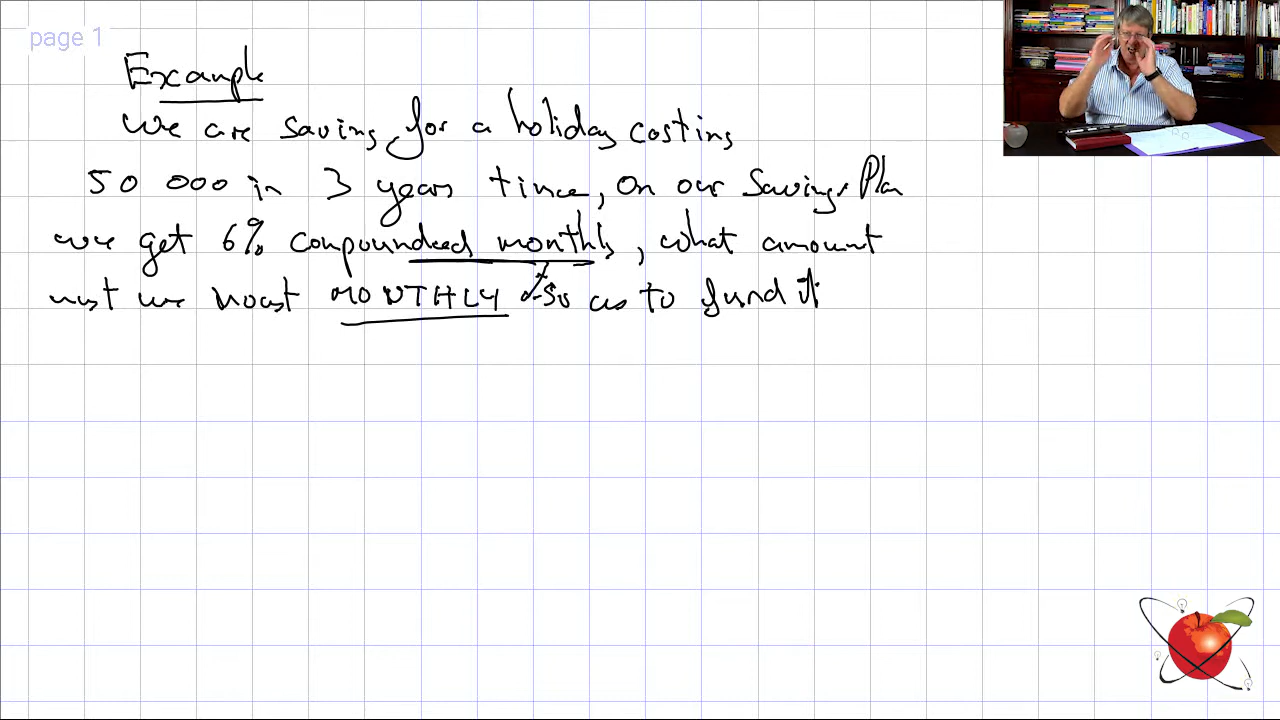 page 1
Example
We are saving for a holiday costing
50 000 in 3 years time, on our Savings Plan
we get 6% compounded monthly, what amount
must we invest MONTHLY so as to fund it